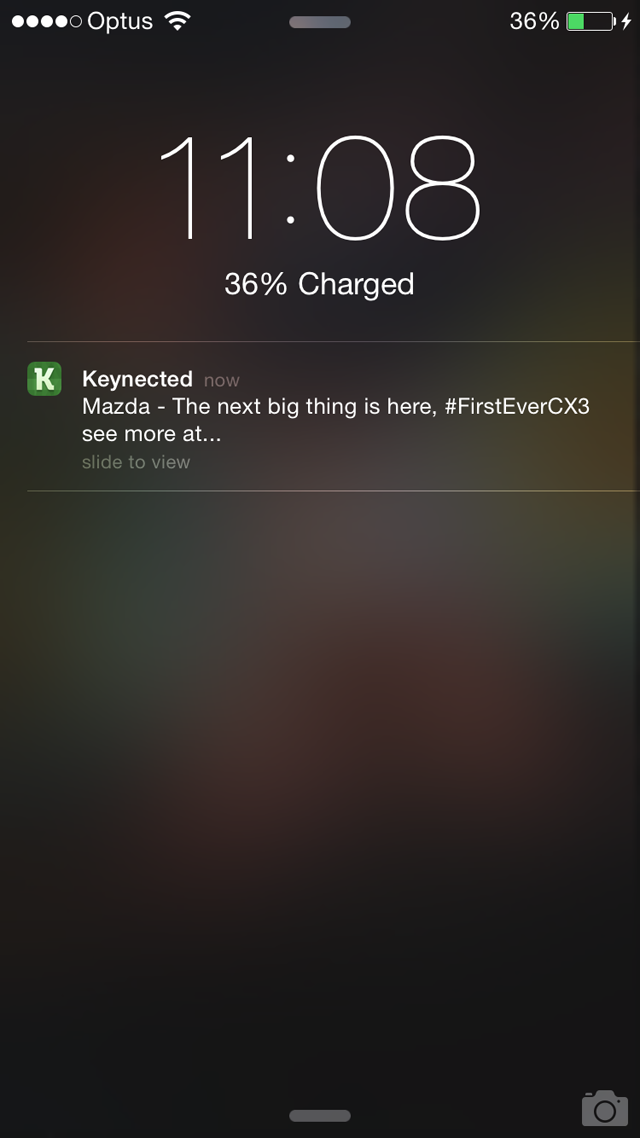 Optus 36%
11:08
36% Charged
K
Keynected now
Mazda - The next big thing is here, #FirstEverCX3
see more at...
slide to view